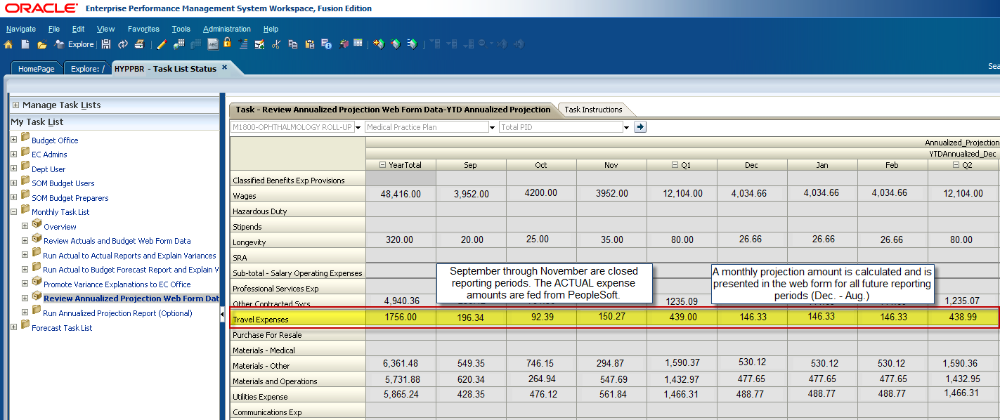 ORACLE® Enterprise Performance Management System Workspace, Fusion Edition
Navigate File Edit View Favorites Tools Administration Help
Explore
HomePage Explore: / HYPPBR - Task List Status × Sea
Manage Task Lists
My Task List
Budget Office
EC Admins
Dept User
SOM Budget Users
SOM Budget Preparers
Monthly Task List
Overview
Review Actuals and Budget Web Form Data
Run Actual to Actual Reports and Explain Variances
Run Actual to Budget Forecast Report and Explain V
Promote Variance Explanations to EC Office
Review Annualized Projection Web Form Dat
Run Annualized Projection Report (Optional)
Forecast Task List
Task - Review Annualized Projection Web Form Data-YTD Annualized Projection Task Instructions
M1800-OPHTHALMOLOGY ROLL-UP Medical Practice Plan Total PID
Annualized_Projection
YTDAnnualized_Dec
YearTotal Sep Oct Nov Q1 Dec Jan Feb Q2
Classified Benefits Exp Provisions
Wages 48,416.00 3,952.00 4200.00 3952.00 12,104.00 4,034.66 4,034.66 4,034.66 12,104.00
Hazardous Duty
Stipends
Longevity 320.00 20.00 25.00 35.00 80.00 26.66 26.66 26.66 80.00
SRA
Sub-total - Salary Operating Expenses
Professional Services Exp
Other Contracted Svcs 4,940.36 1235.09 1,235.07
September through November are closed
reporting periods. The ACTUAL expense
amounts are fed from PeopleSoft.
A monthly projection amount is calculated and is
presented in the web form for all future reporting
periods (Dec. - Aug.)
Travel Expenses 1756.00 196.34 92.39 150.27 439.00 146.33 146.33 146.33 438.99
Purchase For Resale
Materials - Medical
Materials - Other 6,361.48 549.35 746.15 294.87 1,590.37 530.12 530.12 530.12 1,590.36
Materials and Operations 5,731.88 620.34 264.94 547.69 1,432.97 477.65 477.65 477.65 1,432.95
Utilities Expense 5,865.24 428.35 476.12 561.84 1,466.31 488.77 488.77 488.77 1,466.31
Communications Exp